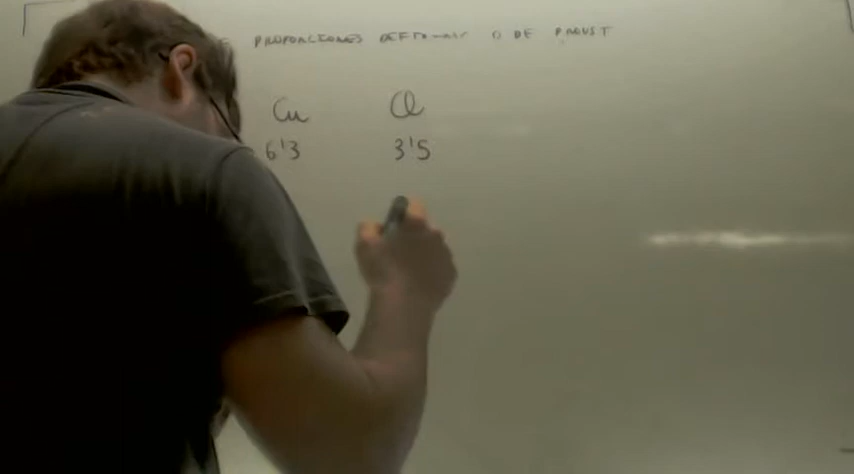 PROPORCIONES DEFINIDAS O DE PROUST
Cu Cl
6'3 3'5